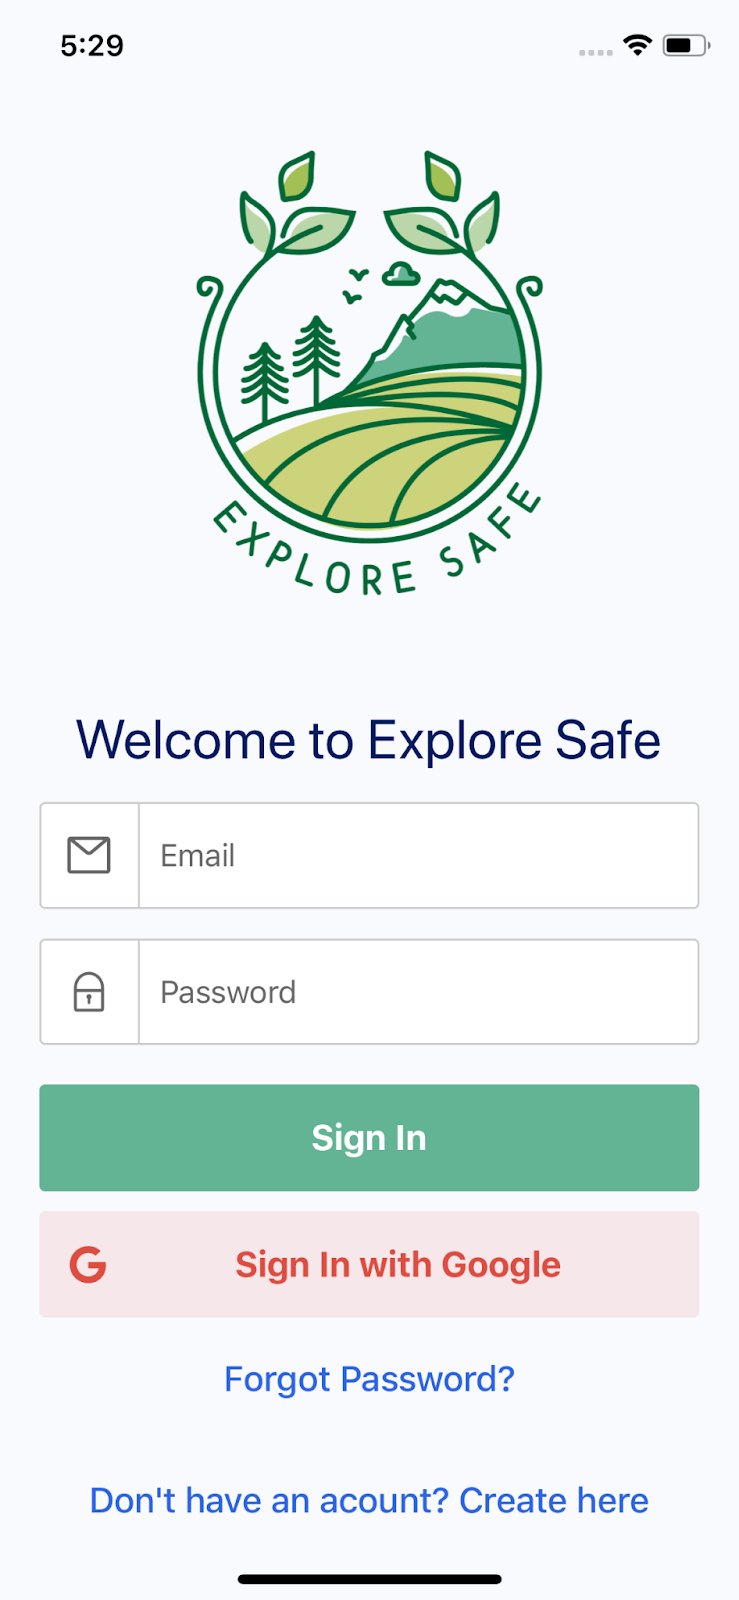 5:29
EXPLORE SAFE
Welcome to Explore Safe
Email
Password
Sign In
G Sign In with Google
Forgot Password?
Don't have an acount? Create here